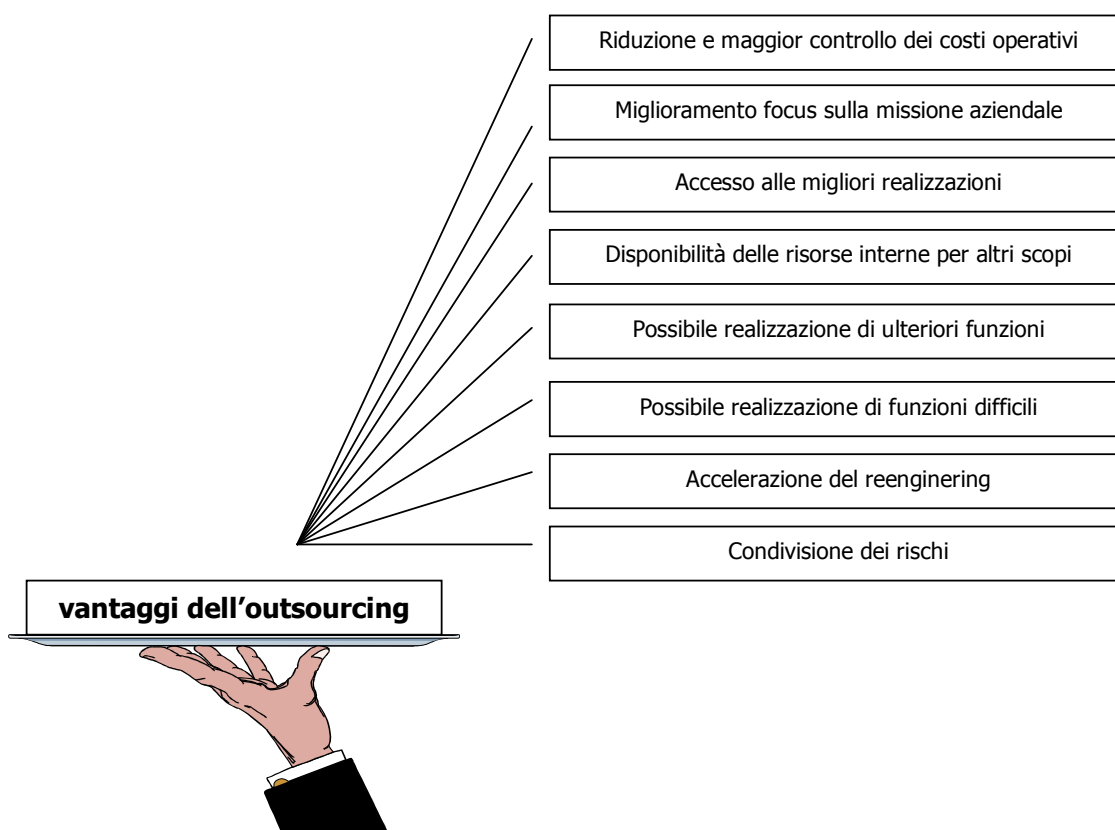 Riduzione e maggior controllo dei costi operativi
Miglioramento focus sulla missione aziendale
Accesso alle migliori realizzazioni
Disponibilità delle risorse interne per altri scopi
Possibile realizzazione di ulteriori funzioni
Possibile realizzazione di funzioni difficili
Accelerazione del reenginering
Condivisione dei rischi
vantaggi dell’outsourcing